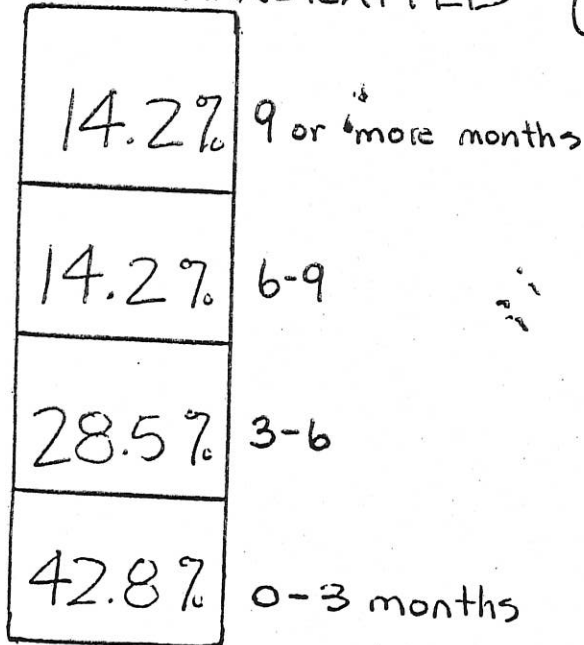 14.2% 9 or more months
14.2% 6-9
28.5% 3-6
42.8% 0-3 months